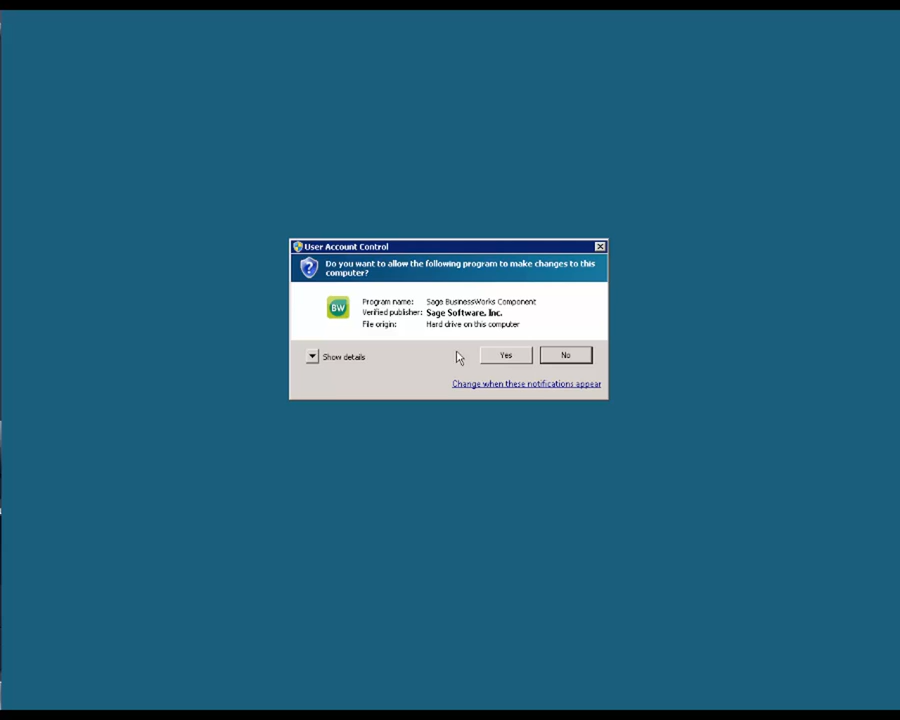 User Account Control
Do you want to allow the following program to make changes to this
computer?
BW
Program name: Sage BusinessWorks Component
Verified publisher: Sage Software, Inc.
File origin: Hard drive on this computer
Show details
Yes
No
Change when these notifications appear